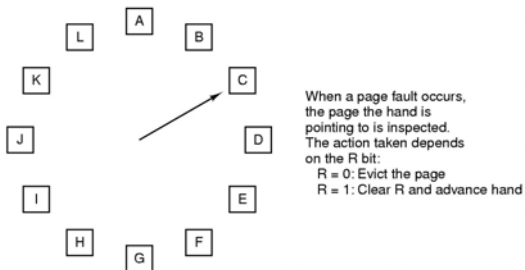 A
L
B
K
C
When a page fault occurs,
the page the hand is
pointing to is inspected.
J
D
The action taken depends
on the R bit:
R = 0: Evict the page
R = 1: Clear R and advance hand
I
E
H
F
G